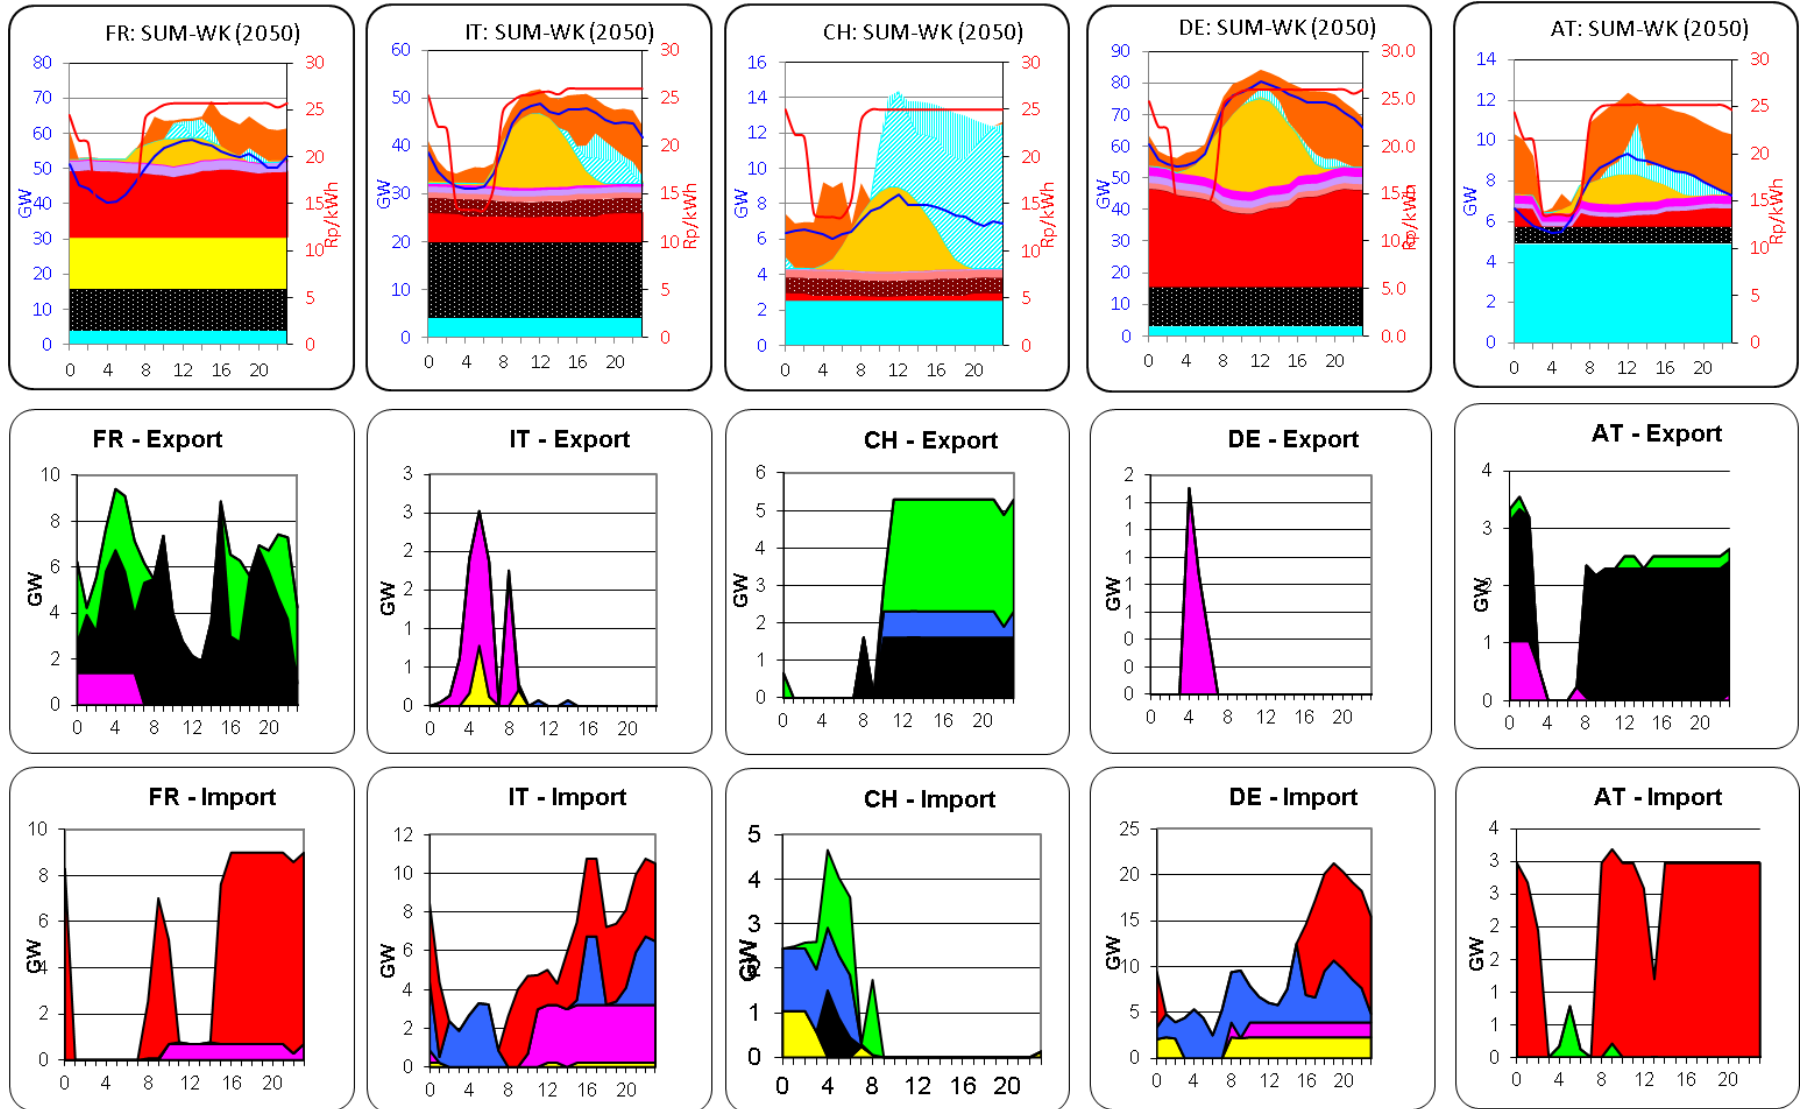 FR: SUM-WK (2050)
80
70
60
50
40
30
20
10
0
GW
30
25
20
15
10
5
0
Rp/kWh
0 4 8 12 16 20
IT: SUM-WK (2050)
60
50
40
30
20
10
0
GW
30
25
20
15
10
5
0
Rp/kWh
0 4 8 12 16 20
CH: SUM-WK (2050)
16
14
12
10
8
6
4
2
0
GW
30
25
20
15
10
5
0
Rp/kWh
0 4 8 12 16 20
DE: SUM-WK (2050)
90
80
70
60
50
40
30
20
10
0
GW
30.0
25.0
20.0
15.0
10.0
5.0
0.0
Rp/kWh
0 4 8 12 16 20
AT: SUM-WK (2050)
14
12
10
8
6
4
2
0
GW
30
25
20
15
10
5
0
Rp/kWh
0 4 8 12 16 20
FR - Export
10
8
6
4
2
0
GW
0 4 8 12 16 20
IT - Export
3
3
2
2
1
1
0
GW
0 4 8 12 16 20
CH - Export
6
5
4
3
2
1
0
GW
0 4 8 12 16 20
DE - Export
2
1
1
1
1
1
0
0
0
GW
0 4 8 12 16 20
AT - Export
4
3
2
1
0
GW
0 4 8 12 16 20
FR - Import
10
8
6
4
2
0
GW
0 4 8 12 16 20
IT - Import
12
10
8
6
4
2
0
GW
0 4 8 12 16 20
CH - Import
5
4
3
2
1
0
GW
0 4 8 12 16 20
DE - Import
25
20
15
10
5
0
GW
0 4 8 12 16 20
AT - Import
4
3
3
2
2
1
1
0
GW
0 4 8 12 16 20